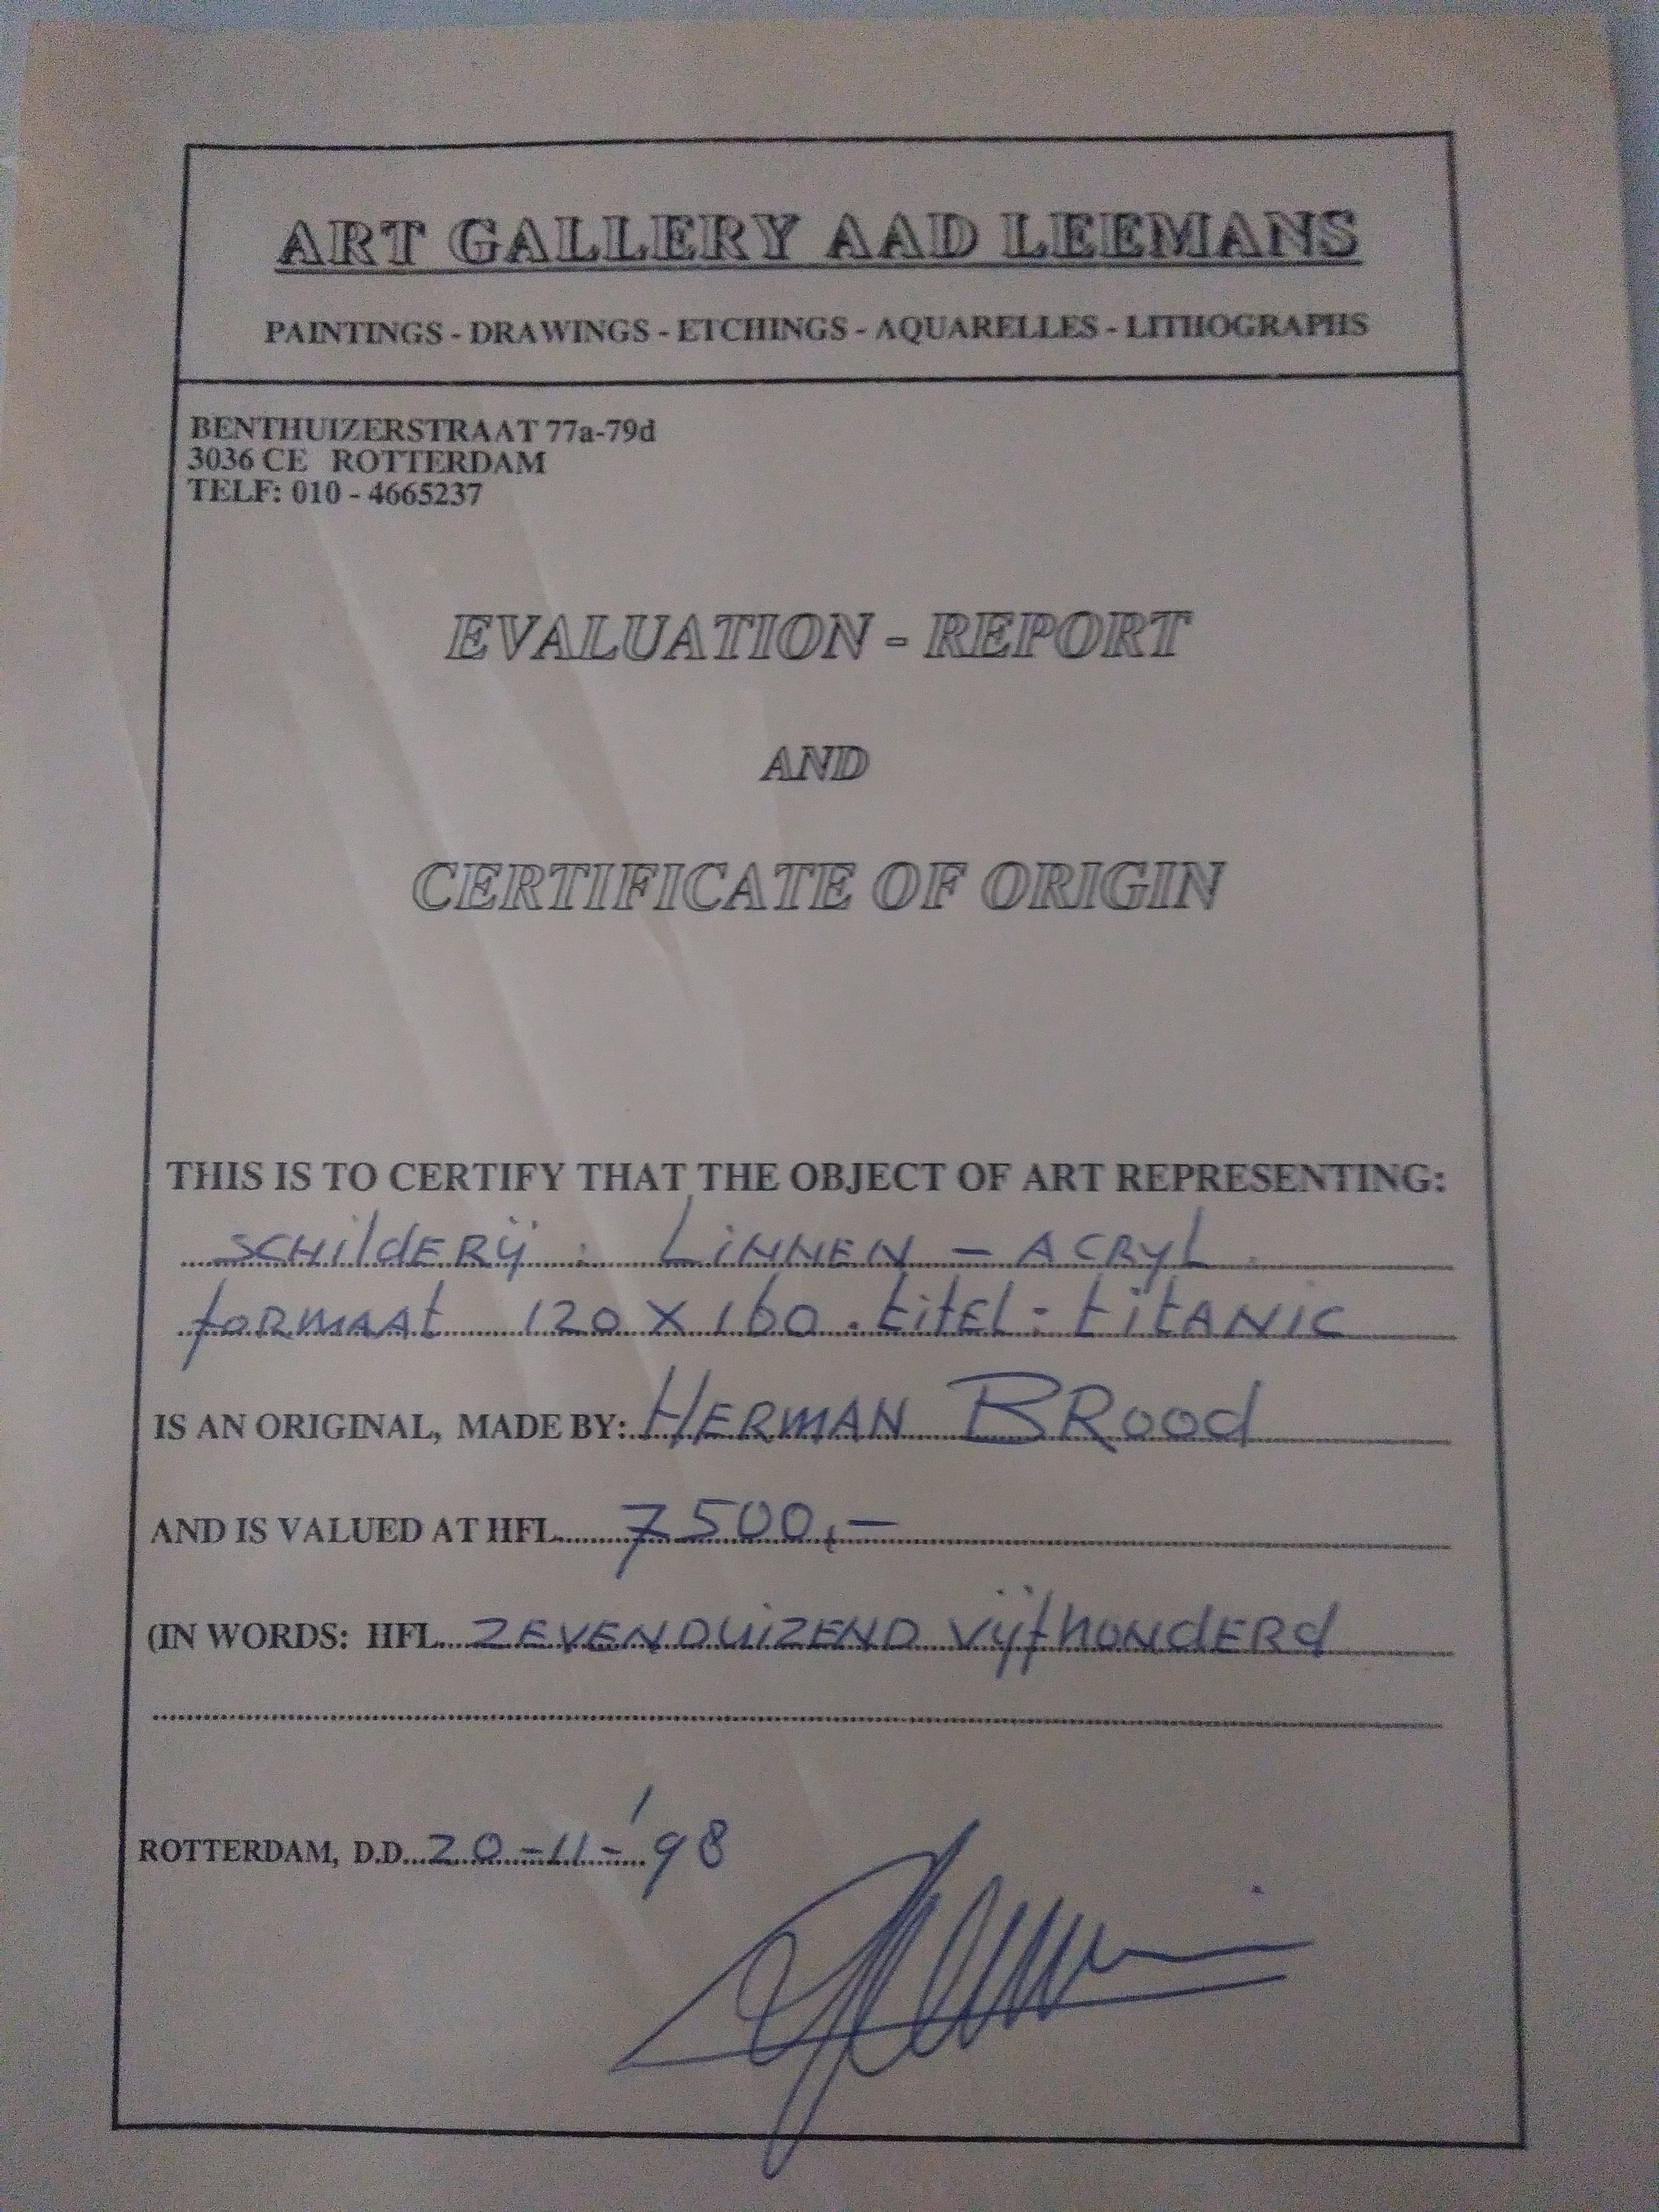 ART GALLERY AAD LEEMANS
PAINTINGS - DRAWINGS - ETCHINGS - AQUARELLES - LITHOGRAPHS
BENTHUIZERSTRAAT 77a-79d
3036 CE ROTTERDAM
TELF: 010 - 4665237
EVALUATION - REPORT
AND
CERTIFICATE OF ORIGIN
THIS IS TO CERTIFY THAT THE OBJECT OF ART REPRESENTING:
SCHildERij : LiNNEN - ACRyL.
foRMAAt 120 X 160. titel: titANIC
IS AN ORIGINAL, MADE BY: HERMAN BRood
AND IS VALUED AT HFL. 7500,-
(IN WORDS: HFL. ZEVENDUiZEND vijfhoNdERd
ROTTERDAM, D.D. 20-11-'98